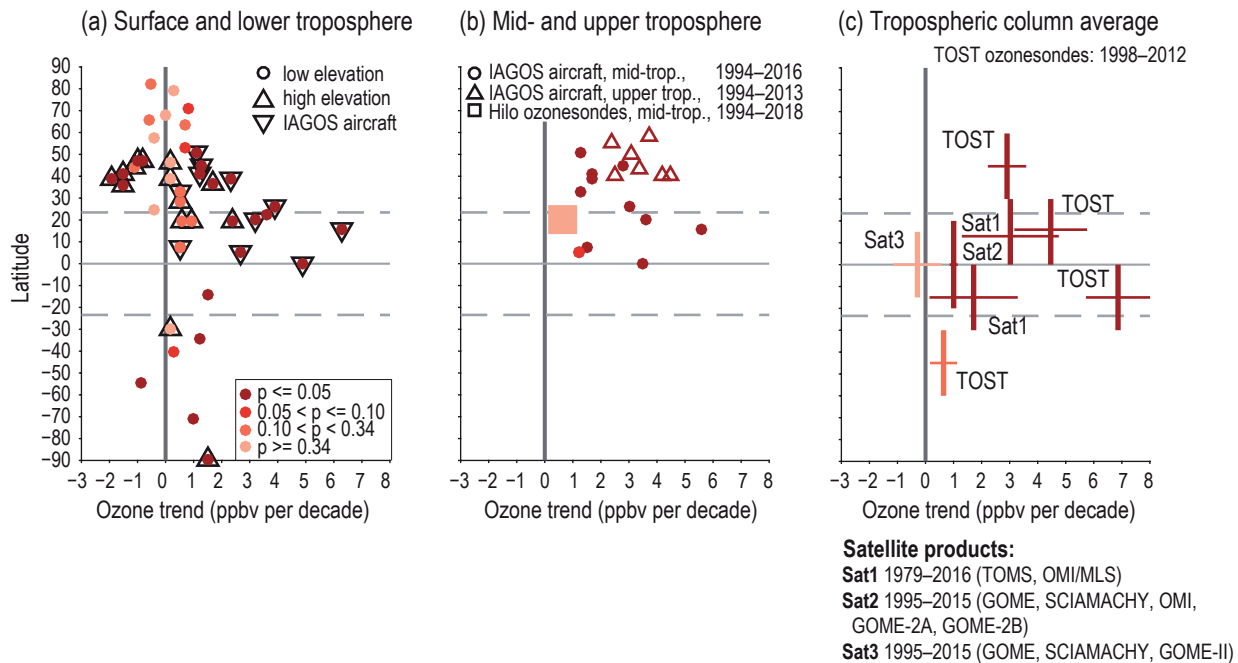 (a) Surface and lower troposphere
90
80
70
60
50
40
30
20
10
0
−10
−20
−30
−40
−50
−60
−70
−80
−90
Latitude
low elevation
high elevation
IAGOS aircraft
p <= 0.05
0.05 < p <= 0.10
0.10 < p < 0.34
p >= 0.34
−3 −2 −1 0 1 2 3 4 5 6 7 8
Ozone trend (ppbv per decade)
(b) Mid- and upper troposphere
IAGOS aircraft, mid-trop., 1994–2016
IAGOS aircraft, upper trop., 1994–2013
Hilo ozonesondes, mid-trop., 1994–2018
−3 −2 −1 0 1 2 3 4 5 6 7 8
Ozone trend (ppbv per decade)
(c) Tropospheric column average
TOST ozonesondes: 1998–2012
TOST
TOST
Sat1
Sat3
Sat2
TOST
Sat1
TOST
−3 −2 −1 0 1 2 3 4 5 6 7 8
Ozone trend (ppbv per decade)
Satellite products:
Sat1 1979–2016 (TOMS, OMI/MLS)
Sat2 1995–2015 (GOME, SCIAMACHY, OMI,
GOME-2A, GOME-2B)
Sat3 1995–2015 (GOME, SCIAMACHY, GOME-II)